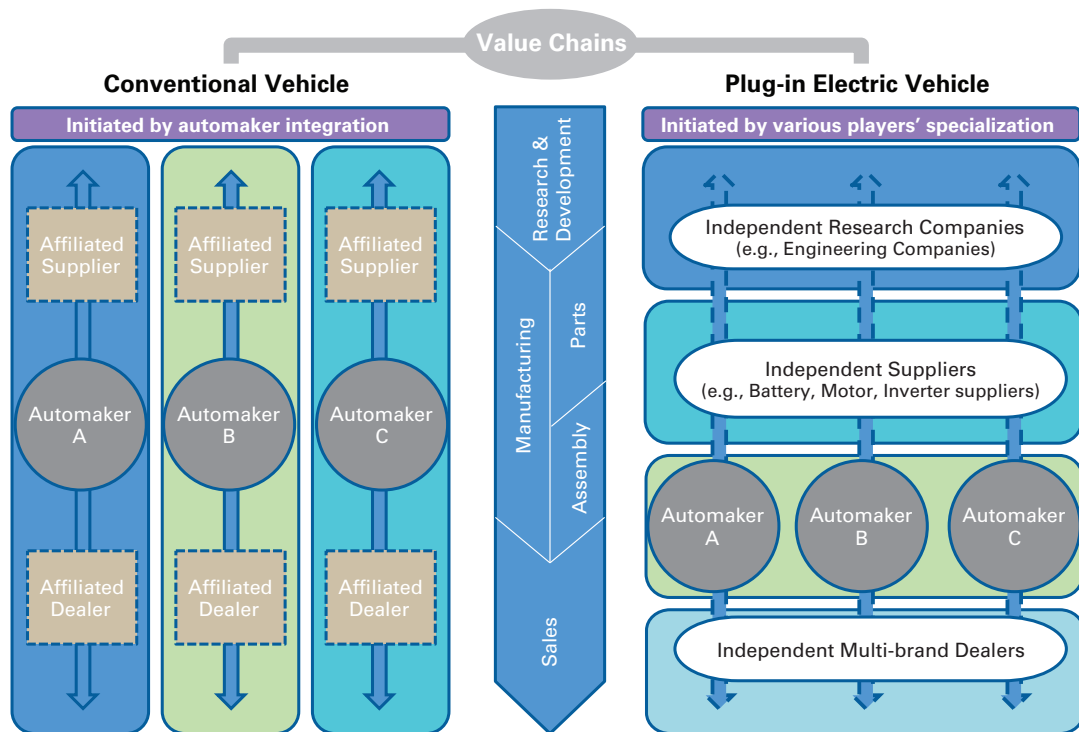 Value Chains
Conventional Vehicle
Initiated by automaker integration
Affiliated
Supplier
Affiliated
Supplier
Affiliated
Supplier
Automaker
A
Automaker
B
Automaker
C
Affiliated
Dealer
Affiliated
Dealer
Affiliated
Dealer
Research &
Development
Manufacturing
Parts
Assembly
Sales
Plug-in Electric Vehicle
Initiated by various players’ specialization
Independent Research Companies
(e.g., Engineering Companies)
Independent Suppliers
(e.g., Battery, Motor, Inverter suppliers)
Automaker
A
Automaker
B
Automaker
C
Independent Multi-brand Dealers